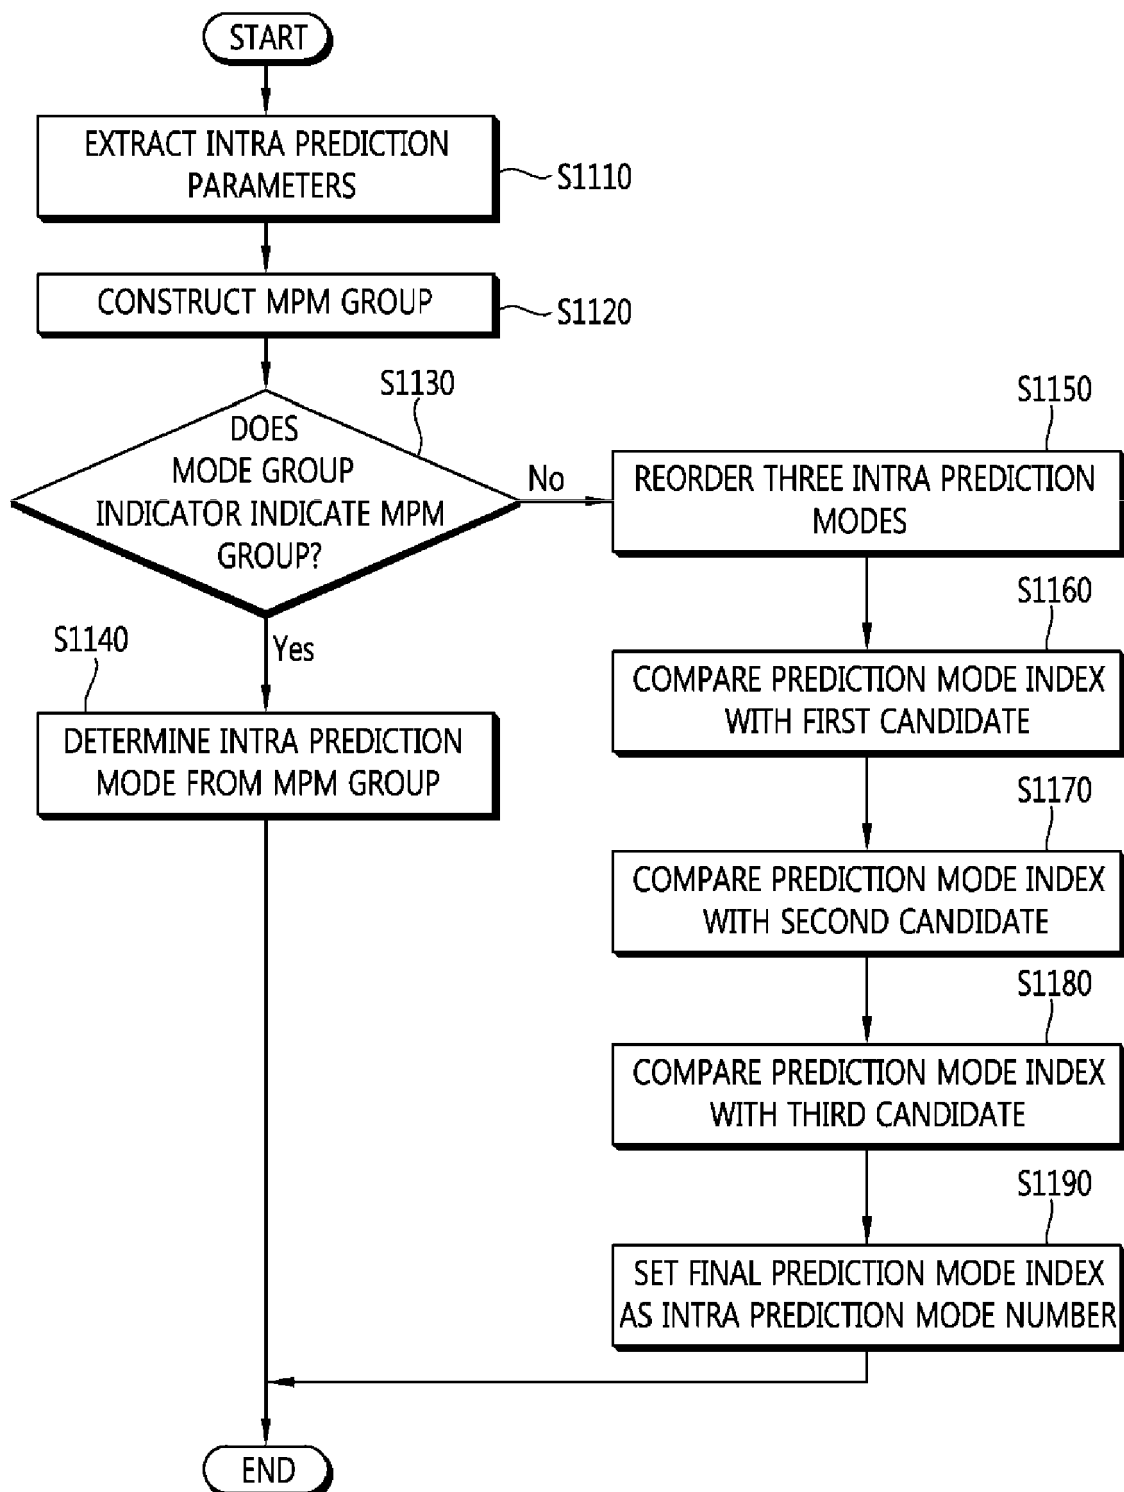 START
EXTRACT INTRA PREDICTION
PARAMETERS
S1110
CONSTRUCT MPM GROUP
S1120
S1130
DOES
MODE GROUP
INDICATOR INDICATE MPM
GROUP?
No
Yes
S1140
DETERMINE INTRA PREDICTION
MODE FROM MPM GROUP
S1150
REORDER THREE INTRA PREDICTION
MODES
S1160
COMPARE PREDICTION MODE INDEX
WITH FIRST CANDIDATE
S1170
COMPARE PREDICTION MODE INDEX
WITH SECOND CANDIDATE
S1180
COMPARE PREDICTION MODE INDEX
WITH THIRD CANDIDATE
S1190
SET FINAL PREDICTION MODE INDEX
AS INTRA PREDICTION MODE NUMBER
END